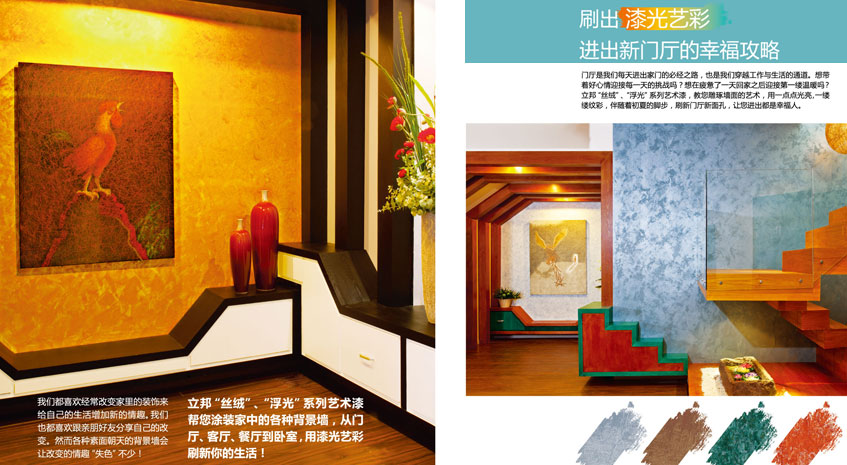 我们都喜欢经常改变家里的装饰来
给自己的生活增加新的情趣。我们
也都喜欢跟亲朋好友分享自己的改
变。然而各种素面朝天的背景墙会
让改变的情趣“失色”不少！
立邦“丝绒”、“浮光”系列艺术漆
帮您涂装家中的各种背景墙，从门
厅、客厅、餐厅到卧室，用漆光艺彩
刷新你的生活！
刷出 漆光艺彩
进出新门厅的幸福攻略
门厅是我们每天进出家门的必经之路，也是我们穿越工作与生活的通道。想带
着好心情迎接每一天的挑战吗？想在疲惫了一天回家之后迎接第一缕温暖吗？
立邦“丝绒”、“浮光”系列艺术漆，教您雕琢墙面的艺术，用一点点光亮，一缕
缕纹彩，伴随着初夏的脚步，刷新门厅新面孔，让您进出都是幸福人。